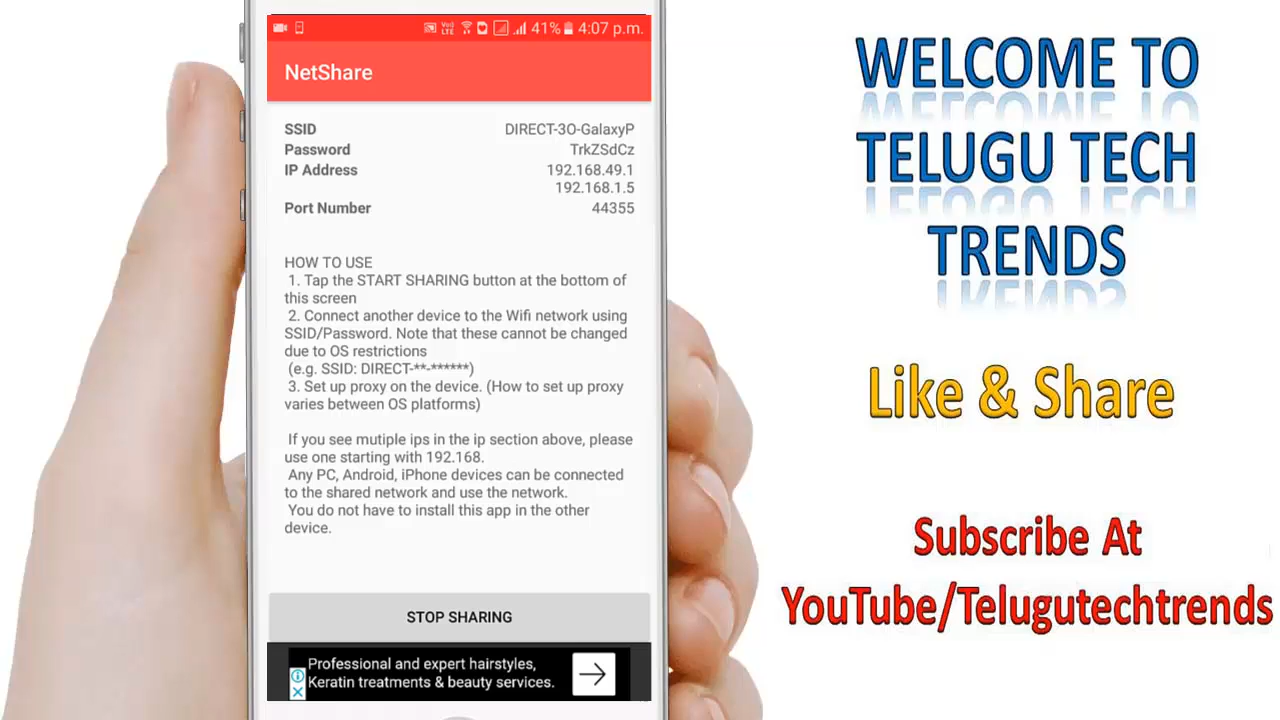 41% 4:07 p.m.
NetShare
SSID DIRECT-3O-GalaxyP
Password TrkZSdCz
IP Address 192.168.49.1
192.168.1.5
Port Number 44355
HOW TO USE
1. Tap the START SHARING button at the bottom of
this screen
2. Connect another device to the Wifi network using
SSID/Password. Note that these cannot be changed
due to OS restrictions
(e.g. SSID: DIRECT-**-******)
3. Set up proxy on the device. (How to set up proxy
varies between OS platforms)
If you see mutiple ips in the ip section above, please
use one starting with 192.168.
Any PC, Android, iPhone devices can be connected
to the shared network and use the network.
You do not have to install this app in the other
device.
STOP SHARING
Professional and expert hairstyles,
Keratin treatments & beauty services.
WELCOME TO
TELUGU TECH
TRENDS
Like & Share
Subscribe At
YouTube/Telugutechtrends